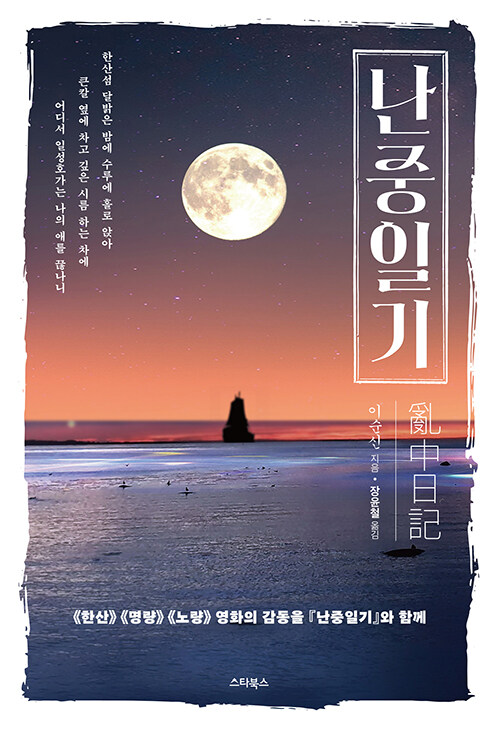 난중일기
亂中日記
이순신 지음 • 장윤철 옮김
한산섬 달 밝은 밤에 수루에 홀로 앉아
큰칼 옆에 차고 깊은 시름 하는 차에
어디서 일성호가는 나의 애를 끊나니
《한산》《명량》《노량》 영화의 감동을 『난중일기』와 함께
스타북스